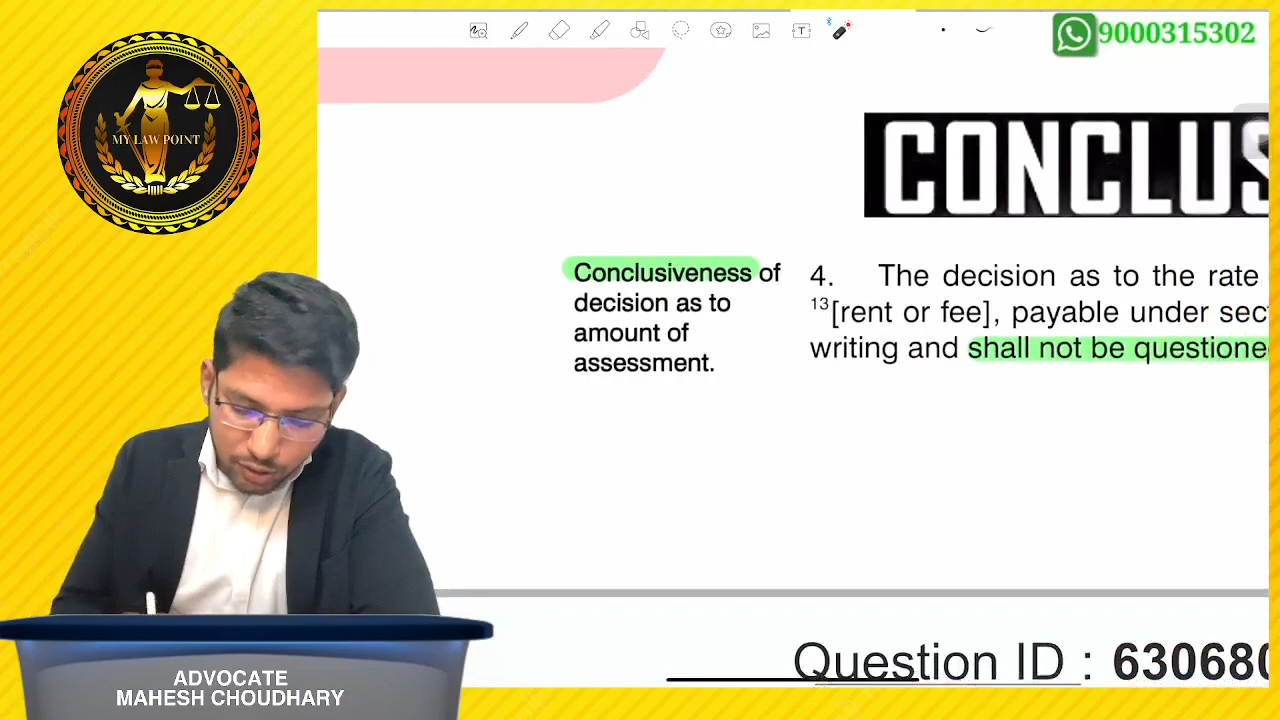 9000315302
MY LAW POINT
CONCLUS
Conclusiveness of
decision as to
amount of
assessment.
4. The decision as to the rate
13[rent or fee], payable under sec
writing and shall not be questione
Question ID : 630680
ADVOCATE
MAHESH CHOUDHARY